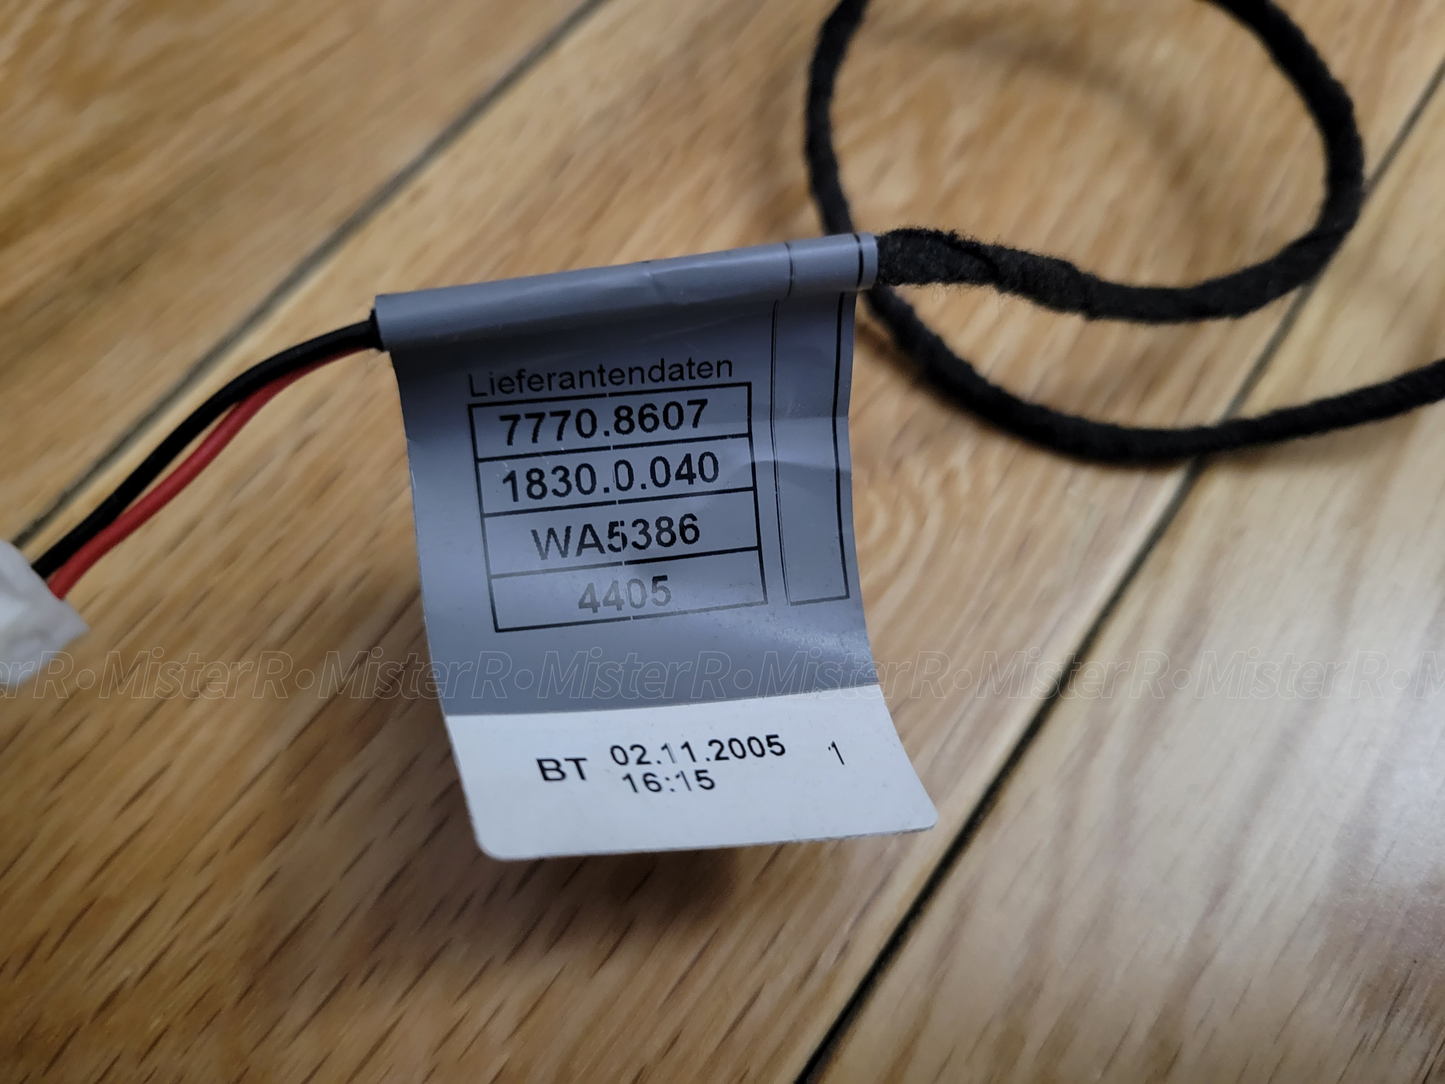 Lieferantendaten
7770.8607
1830.0.040
WA5386
4405
BT 02.11.2005 1
16:15
R◦MisterR◦MisterR◦MisterR◦MisterR◦MisterR◦MisterR